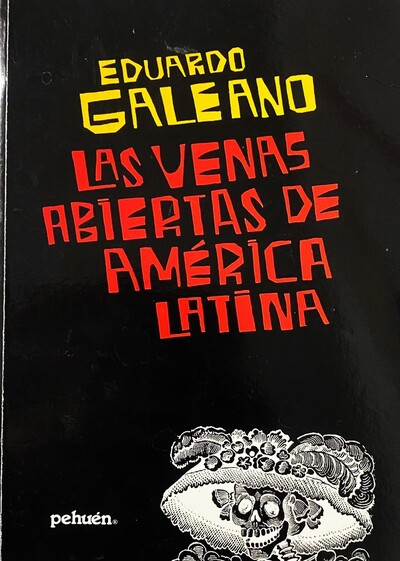 EDUARDO
GALEANO
LAS VENAS
ABIERTAS DE
AMÉRICA
LATINA
pehuén®